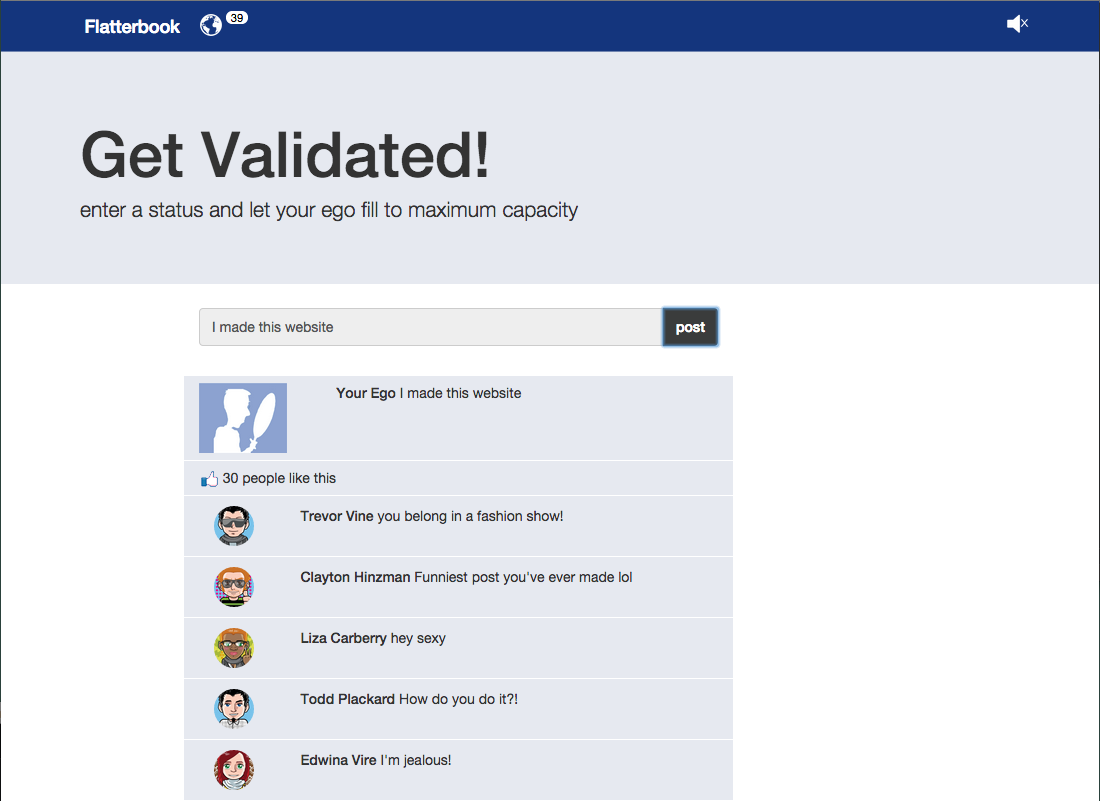 Flatterbook 39
Get Validated!
enter a status and let your ego fill to maximum capacity
I made this website post
Your Ego I made this website
30 people like this
Trevor Vine you belong in a fashion show!
Clayton Hinzman Funniest post you've ever made lol
Liza Carberry hey sexy
Todd Plackard How do you do it?!
Edwina Vire I'm jealous!